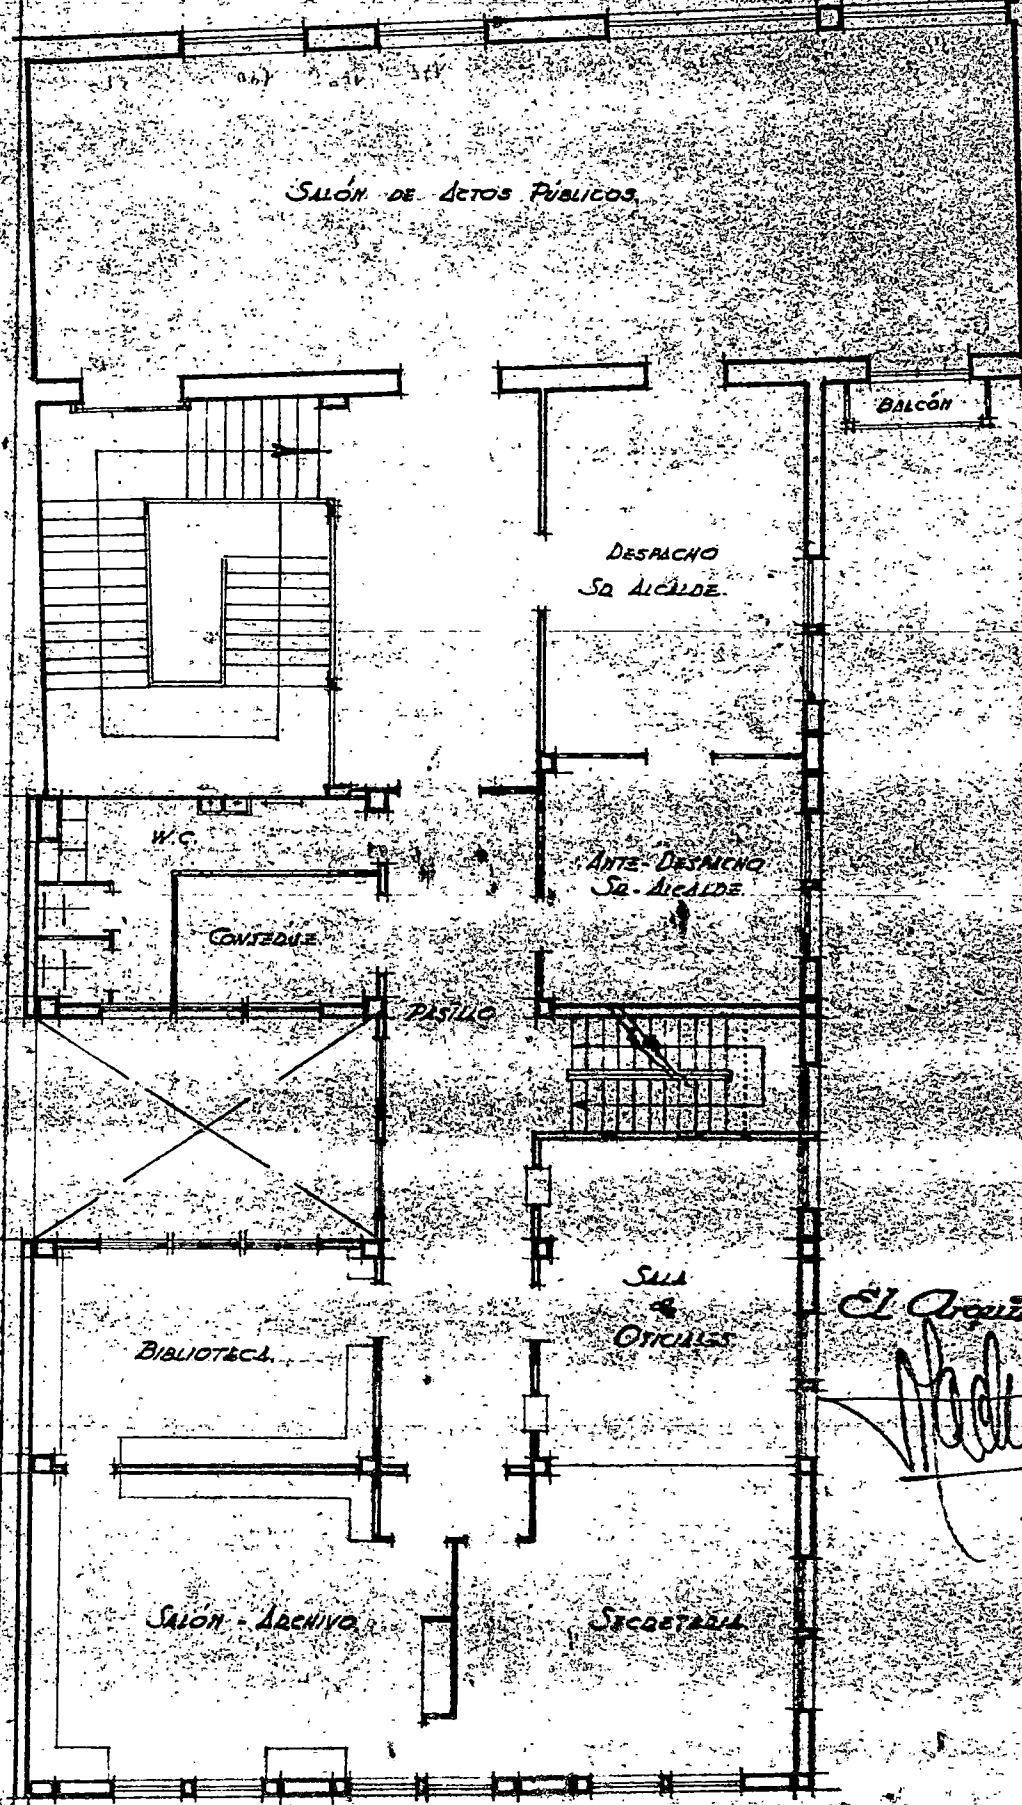 SALÓN DE ACTOS PÚBLICOS.
BALCÓN
DESPACHO
SR ALCALDE.
W.C.
ANTE-DESPACHO
SR. ALCALDE
CONSERJE
PASILLO
SALA
de
OFICIALES
El
BIBLIOTECA.
SALÓN - ARCHIVO
SECRETARIA